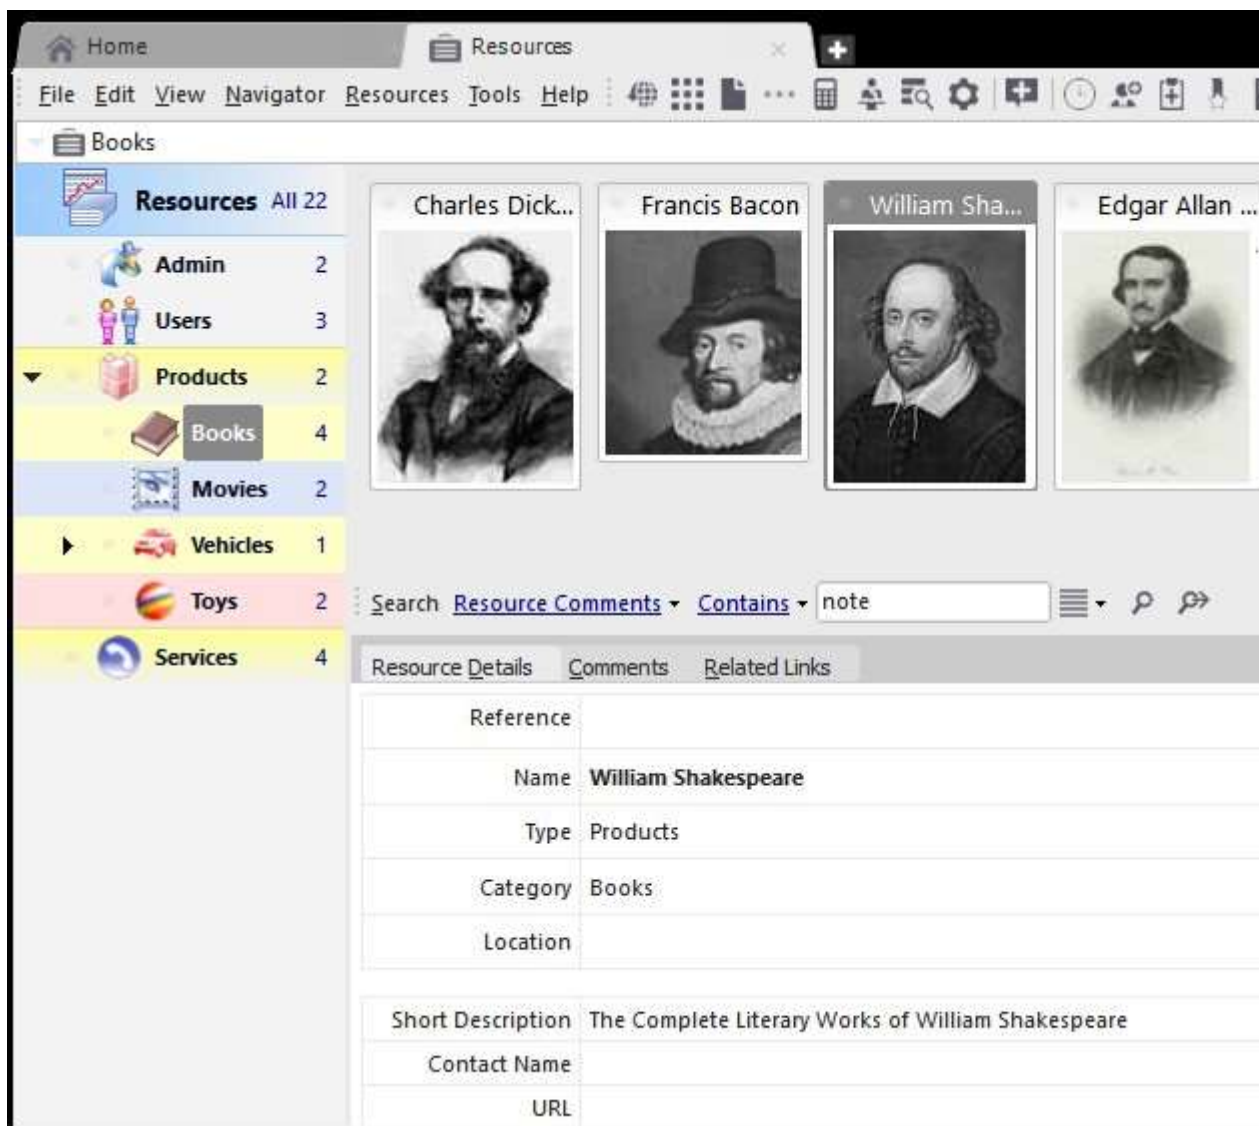 Home Resources
File Edit View Navigator Resources Tools Help
Books
Resources All 22
Admin 2
Users 3
Products 2
Books 4
Movies 2
Vehicles 1
Toys 2
Services 4
Charles Dick... Francis Bacon William Sha... Edgar Allan ...
Search Resource Comments Contains note
Resource Details Comments Related Links
Reference
Name William Shakespeare
Type Products
Category Books
Location
Short Description The Complete Literary Works of William Shakespeare
Contact Name
URL